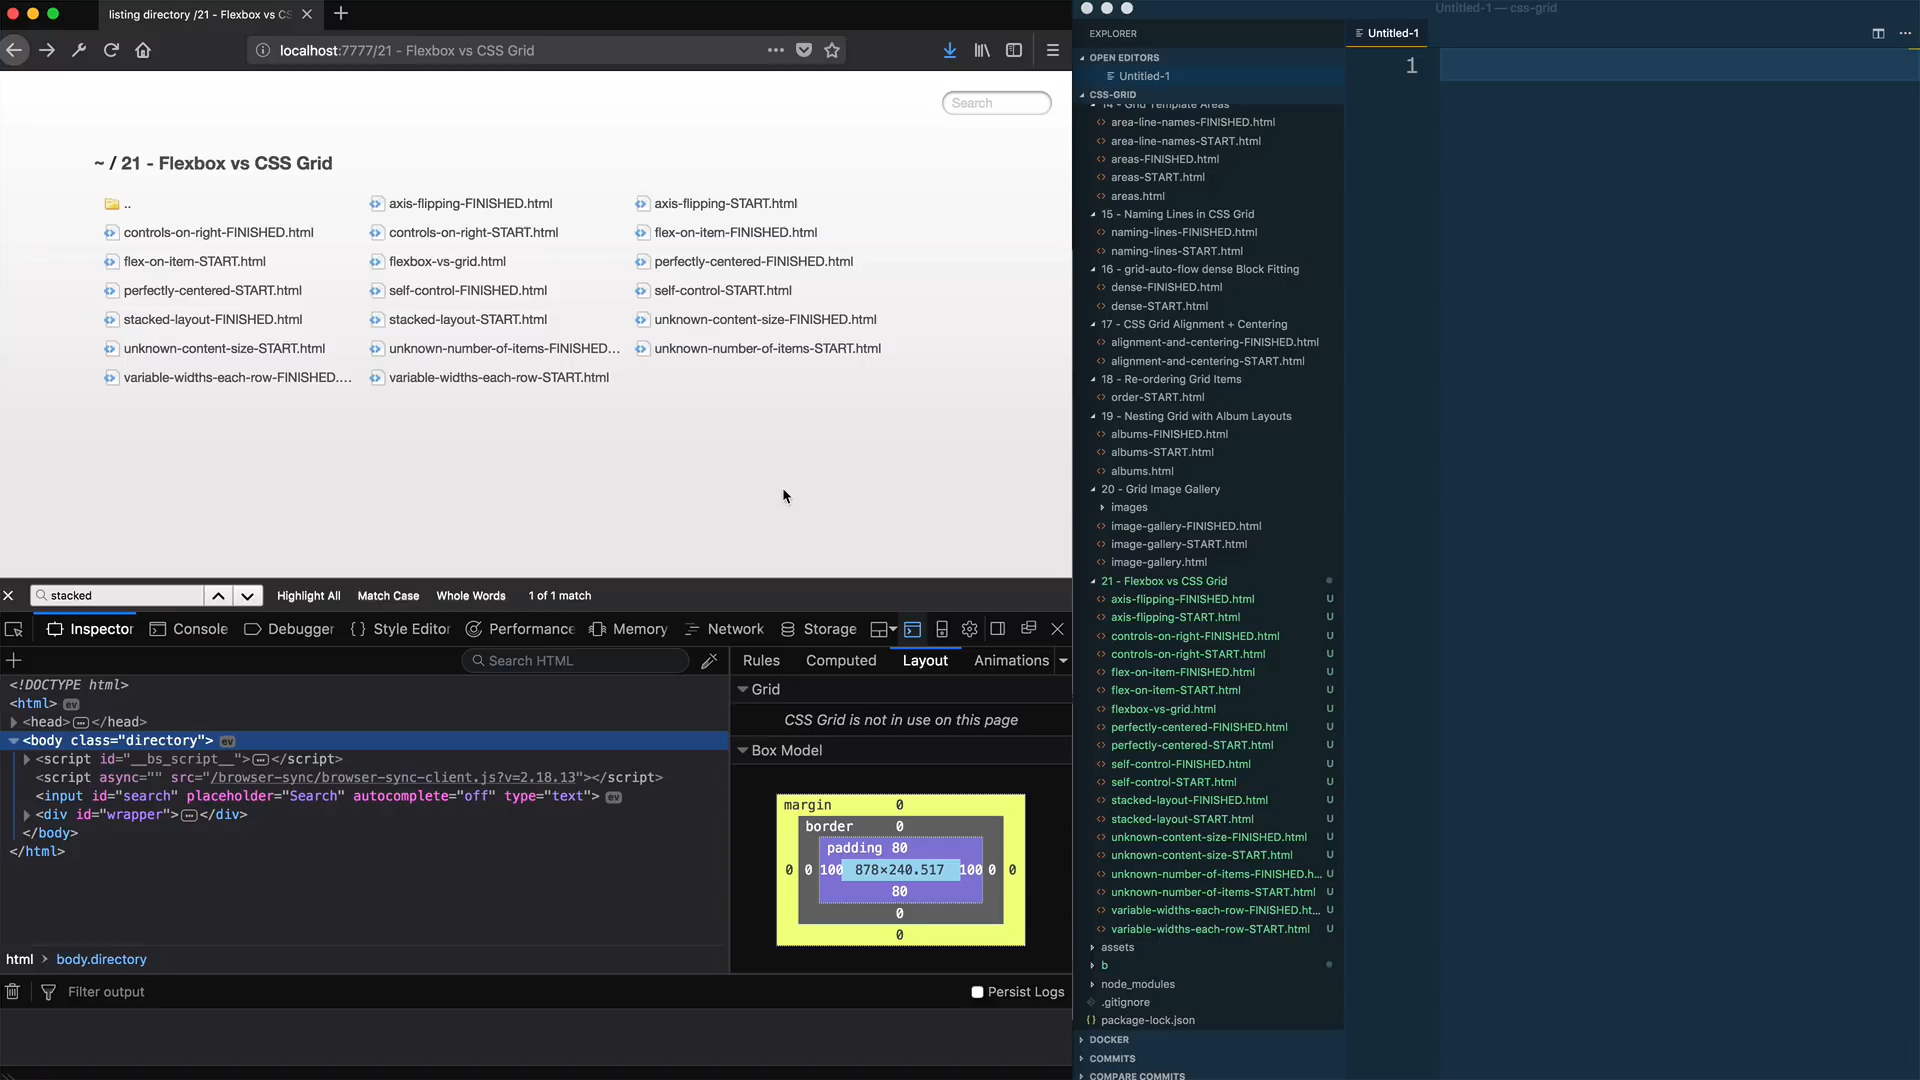 listing directory /21 - Flexbox vs CS
localhost:7777/21 - Flexbox vs CSS Grid
Search
~ / 21 - Flexbox vs CSS Grid
..
axis-flipping-FINISHED.html
axis-flipping-START.html
controls-on-right-FINISHED.html
controls-on-right-START.html
flex-on-item-FINISHED.html
flex-on-item-START.html
flexbox-vs-grid.html
perfectly-centered-FINISHED.html
perfectly-centered-START.html
self-control-FINISHED.html
self-control-START.html
stacked-layout-FINISHED.html
stacked-layout-START.html
unknown-content-size-FINISHED.html
unknown-content-size-START.html
unknown-number-of-items-FINISHED...
unknown-number-of-items-START.html
variable-widths-each-row-FINISHED....
variable-widths-each-row-START.html
stacked
Highlight All
Match Case
Whole Words
1 of 1 match
Inspector
Console
Debugger
Style Editor
Performance
Memory
Network
Storage
Search HTML
<!DOCTYPE html>
<html> ev
<head>…</head>
<body class="directory"> ev
<script id="__bs_script__">…</script>
<script async="" src="/browser-sync/browser-sync-client.js?v=2.18.13"></script>
<input id="search" placeholder="Search" autocomplete="off" type="text"> ev
<div id="wrapper">…</div>
</body>
</html>
html
body.directory
Filter output
Persist Logs
Rules
Computed
Layout
Animations
Grid
CSS Grid is not in use on this page
Box Model
margin 0
border 0
padding 80
0 0 100 878×240.517 100 0 0
80
0
0
Untitled-1 — css-grid
EXPLORER
OPEN EDITORS
Untitled-1
CSS-GRID
14 - Grid Template Areas
area-line-names-FINISHED.html
area-line-names-START.html
areas-FINISHED.html
areas-START.html
areas.html
15 - Naming Lines in CSS Grid
naming-lines-FINISHED.html
naming-lines-START.html
16 - grid-auto-flow dense Block Fitting
dense-FINISHED.html
dense-START.html
17 - CSS Grid Alignment + Centering
alignment-and-centering-FINISHED.html
alignment-and-centering-START.html
18 - Re-ordering Grid Items
order-START.html
19 - Nesting Grid with Album Layouts
albums-FINISHED.html
albums-START.html
albums.html
20 - Grid Image Gallery
images
image-gallery-FINISHED.html
image-gallery-START.html
image-gallery.html
21 - Flexbox vs CSS Grid
axis-flipping-FINISHED.html U
axis-flipping-START.html U
controls-on-right-FINISHED.html U
controls-on-right-START.html U
flex-on-item-FINISHED.html U
flex-on-item-START.html U
flexbox-vs-grid.html U
perfectly-centered-FINISHED.html U
perfectly-centered-START.html U
self-control-FINISHED.html U
self-control-START.html U
stacked-layout-FINISHED.html U
stacked-layout-START.html U
unknown-content-size-FINISHED.html U
unknown-content-size-START.html U
unknown-number-of-items-FINISHED.h... U
unknown-number-of-items-START.html U
variable-widths-each-row-FINISHED.ht... U
variable-widths-each-row-START.html U
assets
b
node_modules
.gitignore
package-lock.json
DOCKER
COMMITS
COMPARE COMMITS
Untitled-1
1